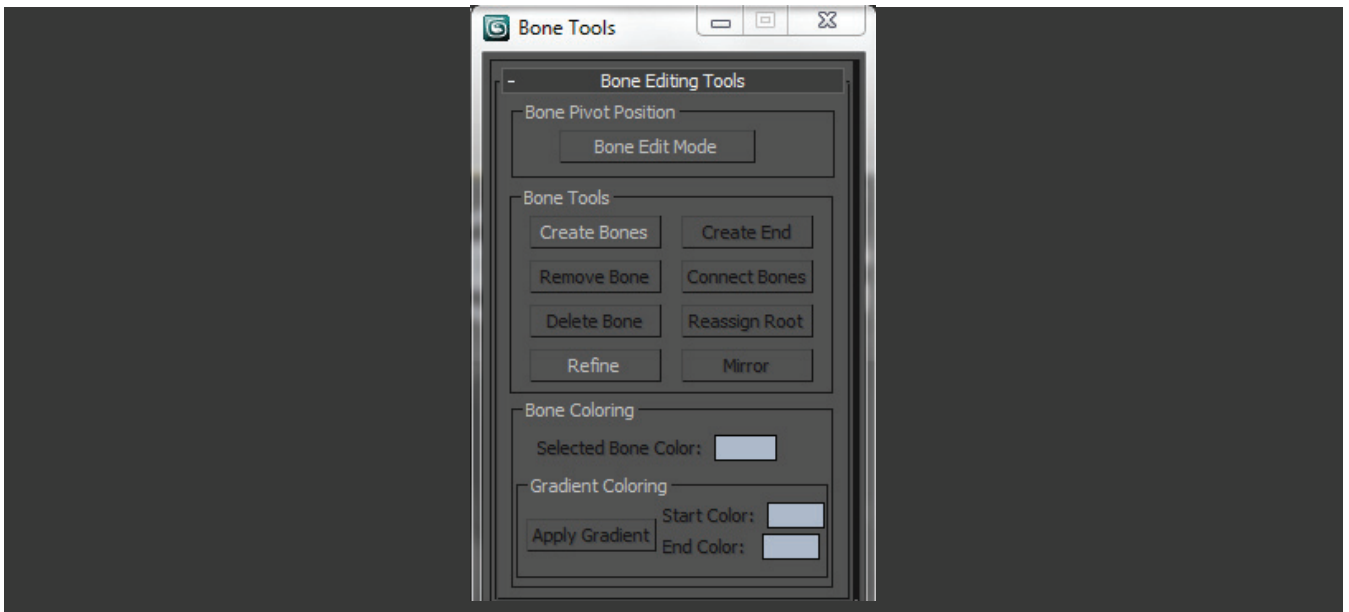 Bone Tools
- Bone Editing Tools
Bone Pivot Position
Bone Edit Mode
Bone Tools
Create Bones Create End
Remove Bone Connect Bones
Delete Bone Reassign Root
Refine Mirror
Bone Coloring
Selected Bone Color:
Gradient Coloring
Start Color:
Apply Gradient
End Color: